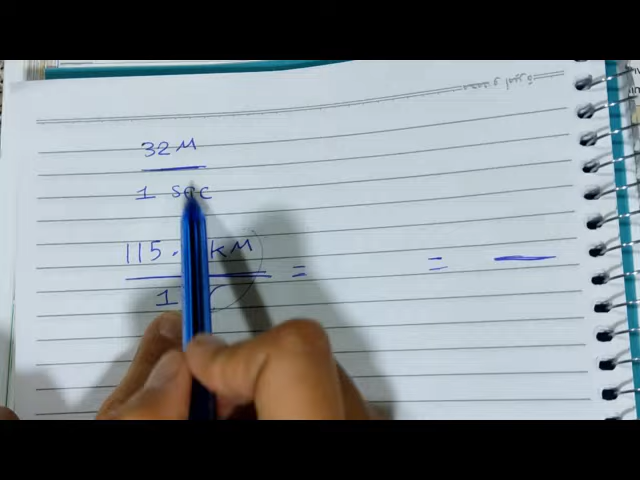 32M
1 sec
115. KM
= = 
1